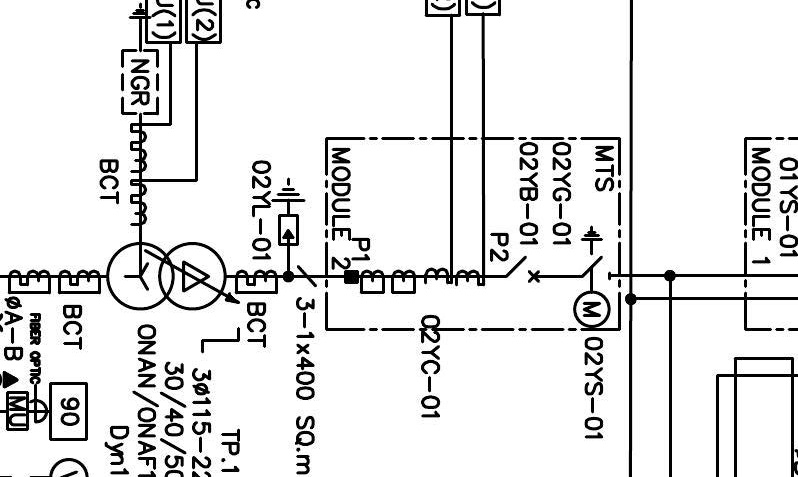 U(1)
U(2)
NGR
BCT
02YL-01
MODULE 2
P1
P2
02YB-01
02YG-01
MTS
M
02YS-01
02YC-01
01YS-01
MODULE 1
BCT
BCT
3-1x400 SQ.m
TP.1
3Ø115-22
30/40/50
ONAN/ONAF1
Dyn1
ØA-B
FIBER OPTIC
MU
90